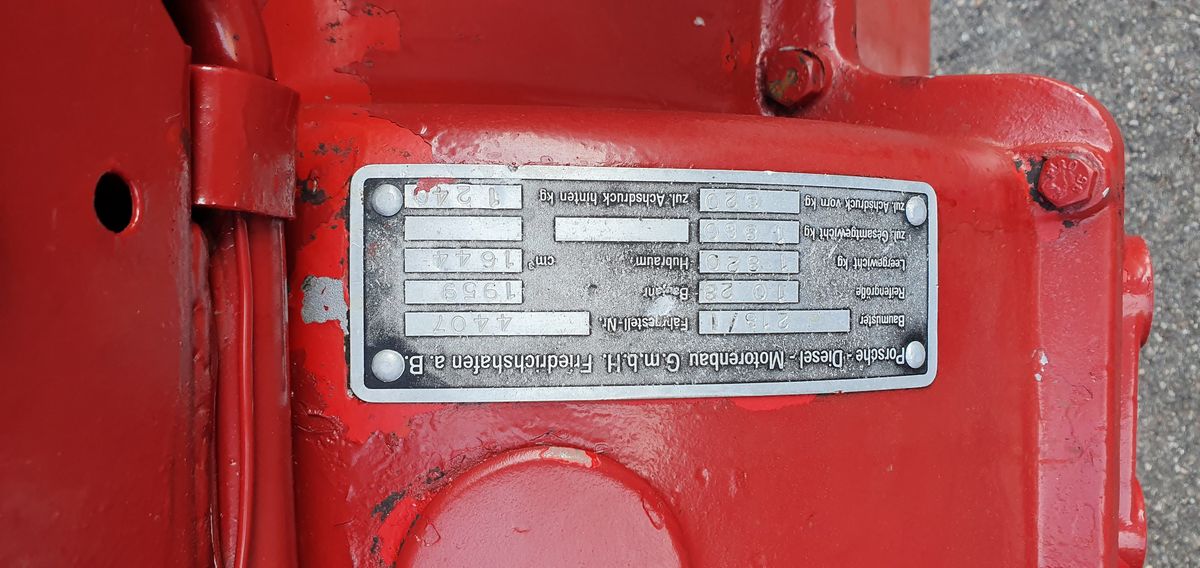 Porsche - Diesel - Motorenbau G.m.b.H. Friedrichshafen a. B.
Baumuster 218/1 Fahrgestell-Nr. 4407
Reifengröße 10 28 Baujahr 1959
Leergewicht kg 1320 Hubraum, 1644 cm³
zul. Gesamtgewicht kg
zul. Achsdruck vorn kg 620 zul. Achsdruck hinten kg 1240